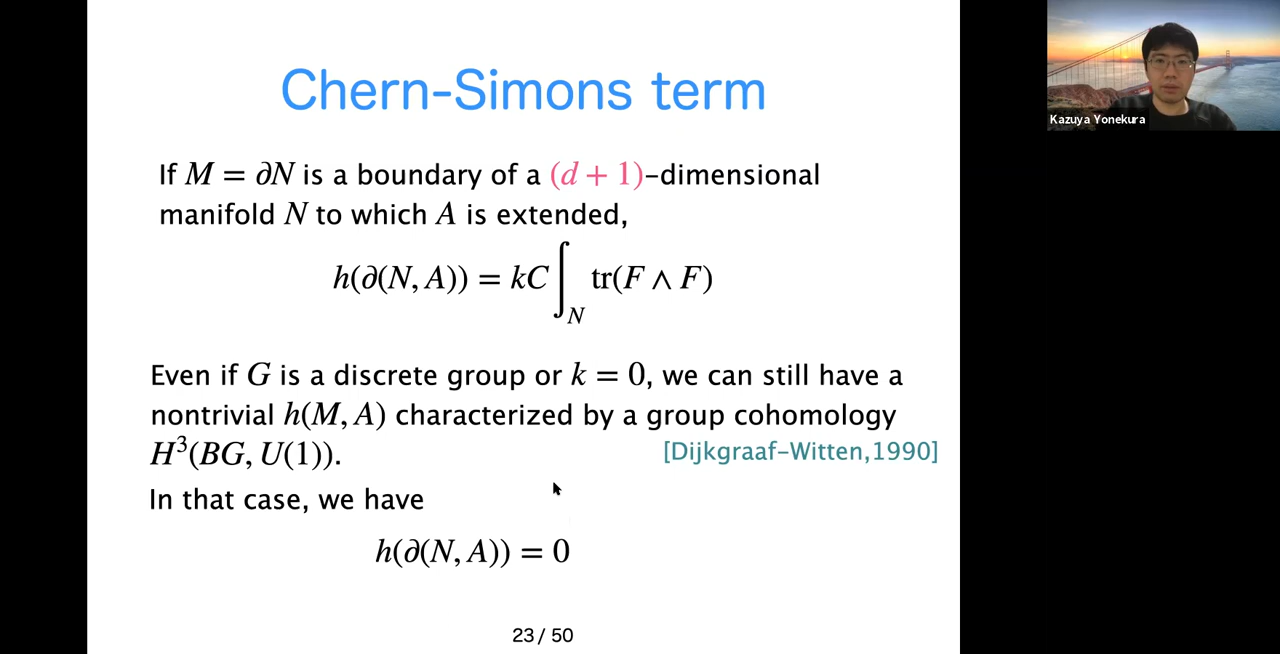 Chern-Simons term
If M = ∂N is a boundary of a (d + 1)-dimensional
manifold N to which A is extended,
h(∂(N, A)) = kC ∫_N tr(F ∧ F)
Even if G is a discrete group or k = 0, we can still have a
nontrivial h(M, A) characterized by a group cohomology
H³(BG, U(1)). [Dijkgraaf-Witten,1990]
In that case, we have
h(∂(N, A)) = 0
23 / 50
Kazuya Yonekura